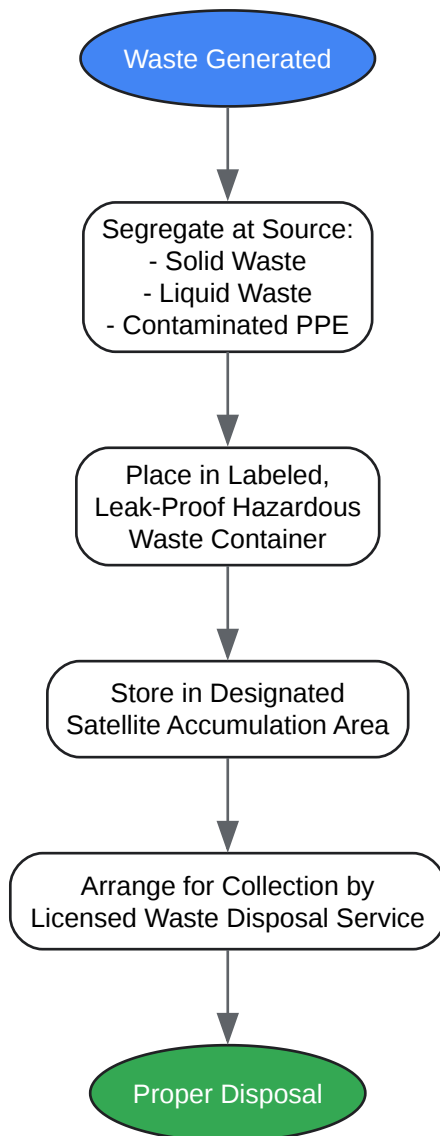 Waste Generated
Segregate at Source:
- Solid Waste
- Liquid Waste
- Contaminated PPE
Place in Labeled,
Leak-Proof Hazardous
Waste Container
Store in Designated
Satellite Accumulation Area
Arrange for Collection by
Licensed Waste Disposal Service
Proper Disposal